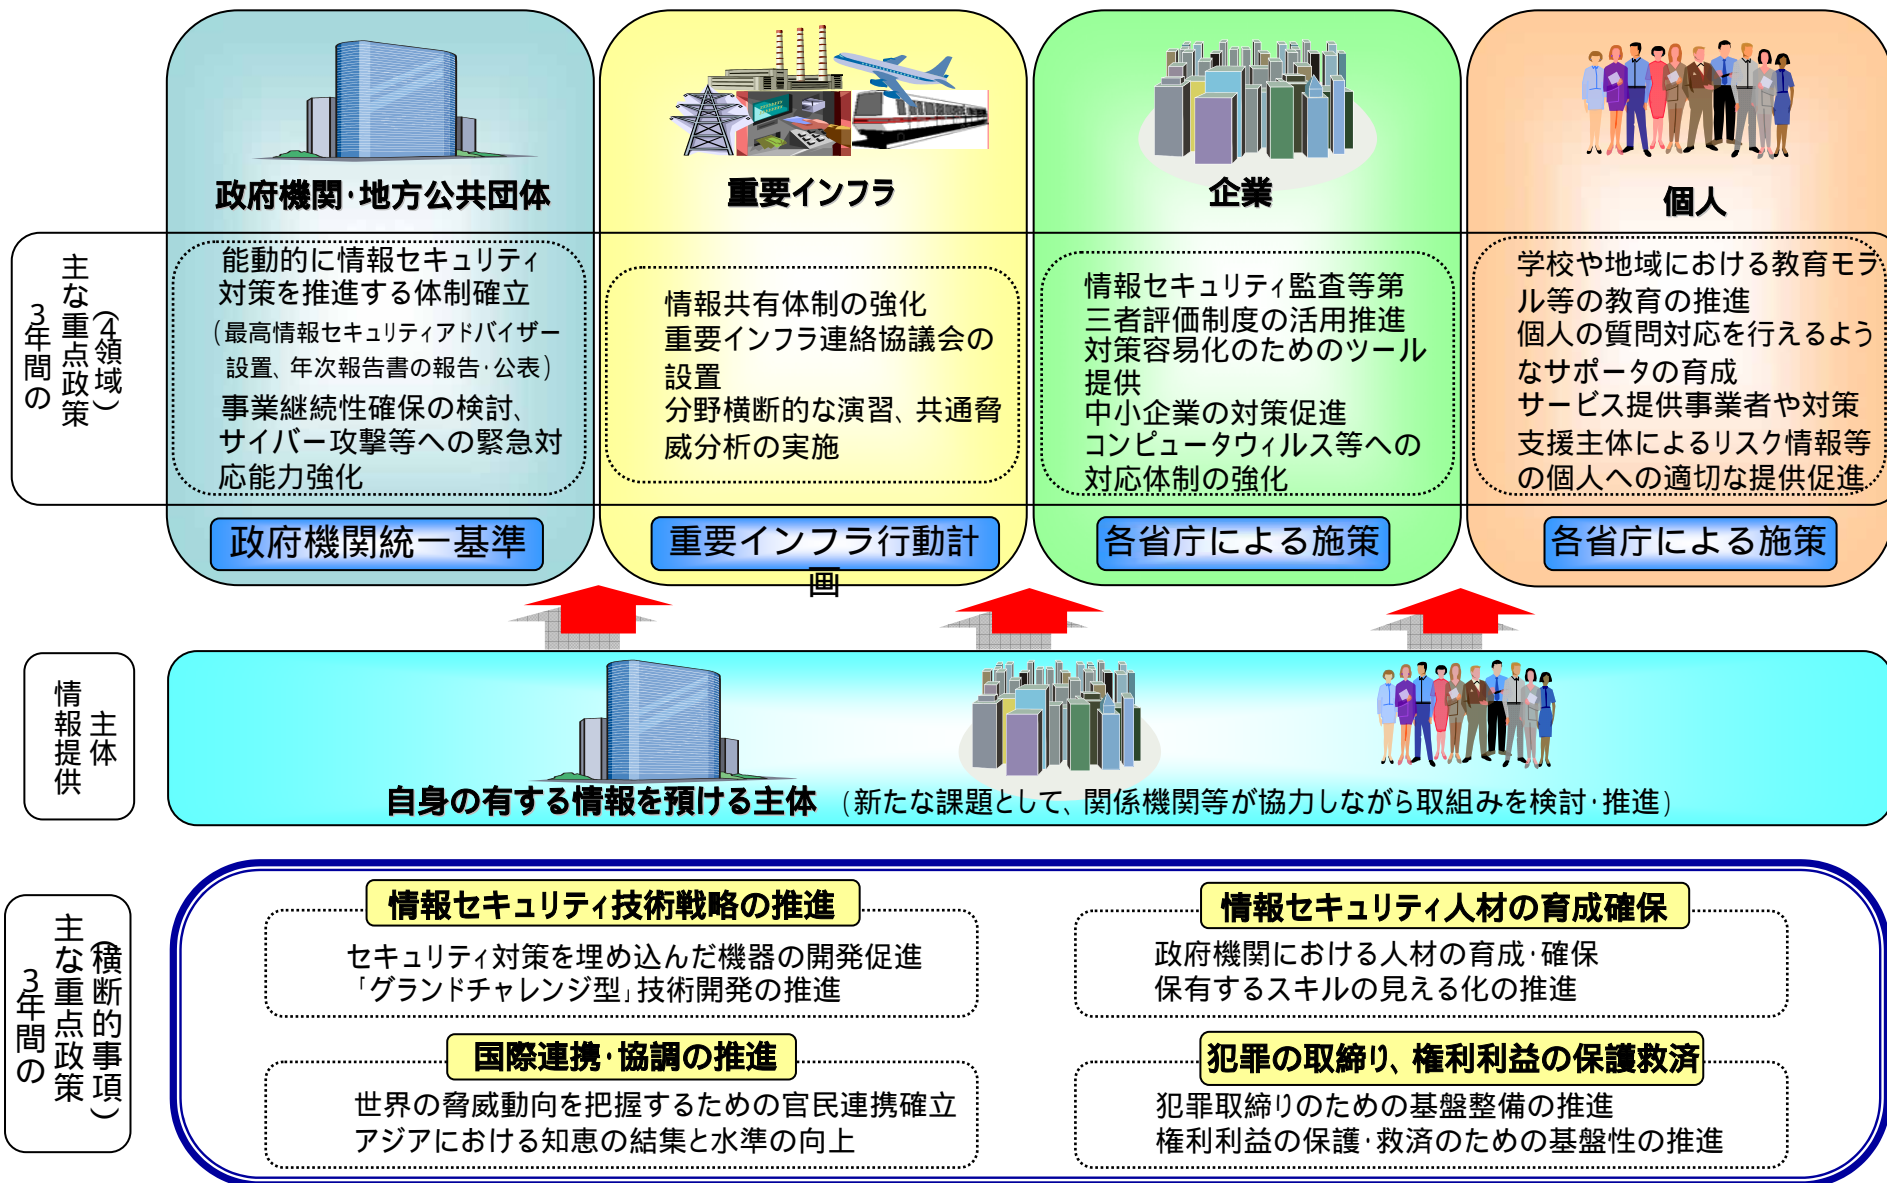 政府機関・地方公共団体
重要インフラ
企業
個人
3年間の
主な重点政策
(4領域)
能動的に情報セキュリティ
対策を推進する体制確立
(最高情報セキュリティアドバイザー
設置、年次報告書の報告・公表)
事業継続性確保の検討、
サイバー攻撃等への緊急対
応能力強化
情報共有体制の強化
重要インフラ連絡協議会の
設置
分野横断的な演習、共通脅
威分析の実施
情報セキュリティ監査等第
三者評価制度の活用推進
対策容易化のためのツール
提供
中小企業の対策促進
コンピュータウィルス等への
対応体制の強化
学校や地域における教育モラ
ル等の教育の推進
個人の質問対応を行えるよう
なサポータの育成
サービス提供事業者や対策
支援主体によるリスク情報等
の個人への適切な提供促進
政府機関統一基準
重要インフラ行動計
画
各省庁による施策
各省庁による施策
情報提供
主体
自身の有する情報を預ける主体 (新たな課題として、関係機関等が協力しながら取組みを検討・推進)
3年間の
主な重点政策
(横断的事項)
情報セキュリティ技術戦略の推進
セキュリティ対策を埋め込んだ機器の開発促進
「グランドチャレンジ型」技術開発の推進
情報セキュリティ人材の育成確保
政府機関における人材の育成・確保
保有するスキルの見える化の推進
国際連携・協調の推進
世界の脅威動向を把握するための官民連携確立
アジアにおける知恵の結集と水準の向上
犯罪の取締り、権利利益の保護救済
犯罪取締りのための基盤整備の推進
権利利益の保護・救済のための基盤性の推進